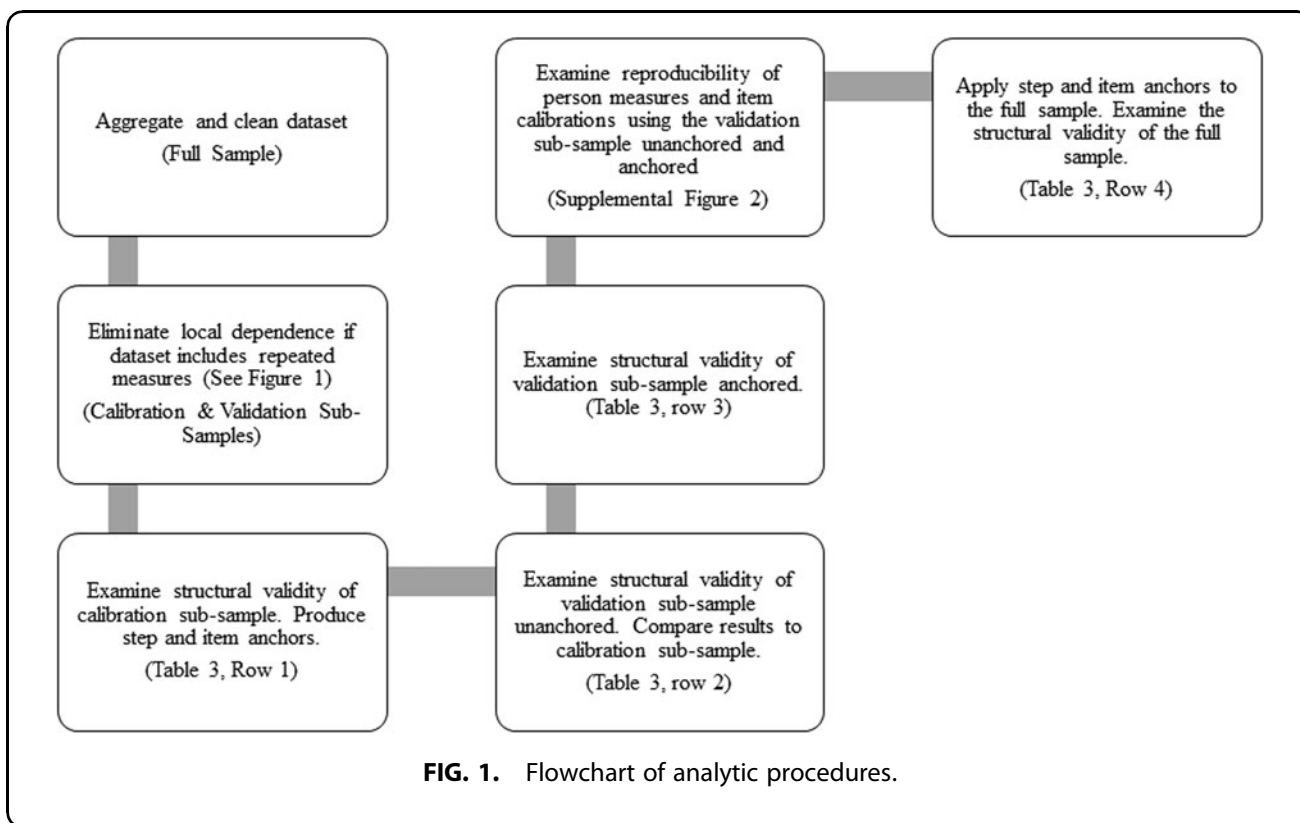 Aggregate and clean dataset
(Full Sample)
Eliminate local dependence if
dataset includes repeated
measures (See Figure 1)
(Calibration & Validation Sub-
Samples)
Examine structural validity of
calibration sub-sample. Produce
step and item anchors.
(Table 3, Row 1)
Examine structural validity of
validation sub-sample
unanchored. Compare results to
calibration sub-sample.
(Table 3, row 2)
Examine structural validity of
validation sub-sample anchored.
(Table 3, row 3)
Examine reproducibility of
person measures and item
calibrations using the validation
sub-sample unanchored and
anchored
(Supplemental Figure 2)
Apply step and item anchors to
the full sample. Examine the
structural validity of the full
sample.
(Table 3, Row 4)
FIG. 1. Flowchart of analytic procedures.